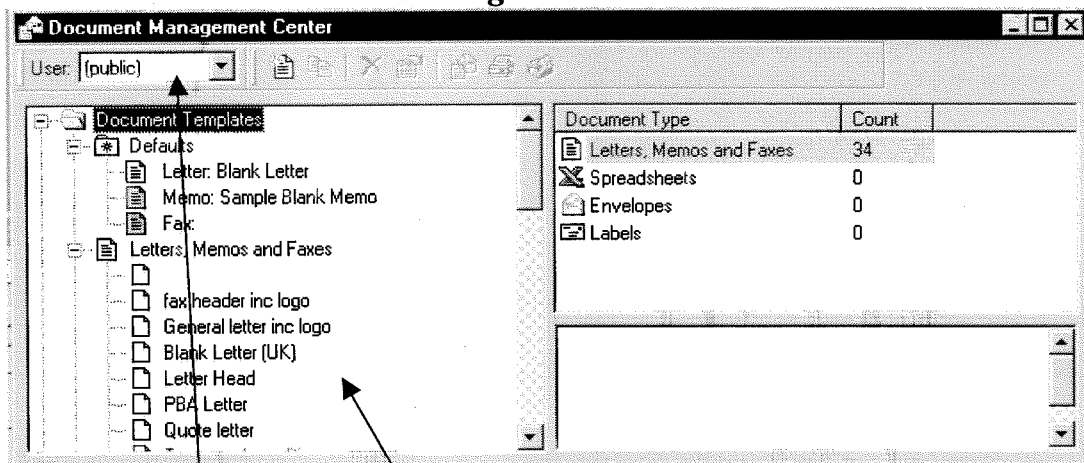 Document Management Center
User: (public)
Document Templates
Defaults
Letter: Blank Letter
Memo: Sample Blank Memo
Fax:
Letters, Memos and Faxes
fax header inc logo
General letter inc logo
Blank Letter (UK)
Letter Head
PBA Letter
Quote letter
Document Type Count
Letters, Memos and Faxes 34
Spreadsheets 0
Envelopes 0
Labels 0